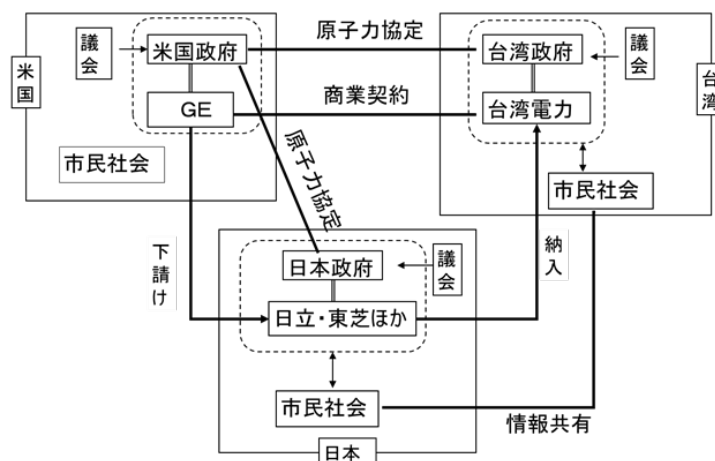 議会
米国政府
原子力協定
台湾政府
議会
米国
台湾
GE
商業契約
台湾電力
市民社会
原子力協定
市民社会
下請け
日本政府
議会
納入
日立・東芝ほか
市民社会
情報共有
日本